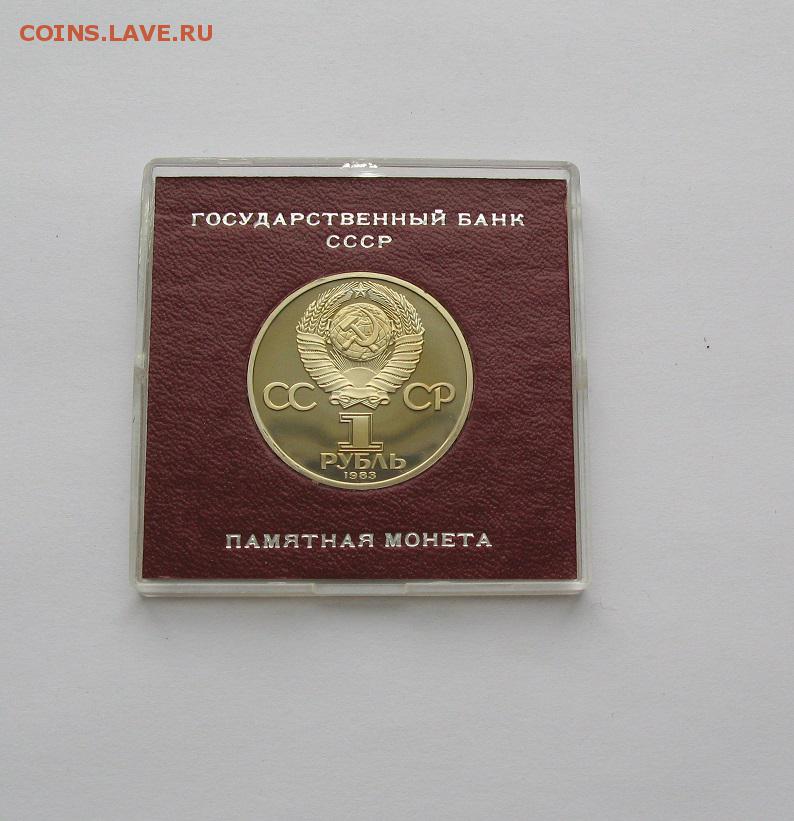 COINS.LAVE.RU
ГОСУДАРСТВЕННЫЙ БАНК
СССР
СС СР
1
РУБЛЬ
1983
ПАМЯТНАЯ МОНЕТА